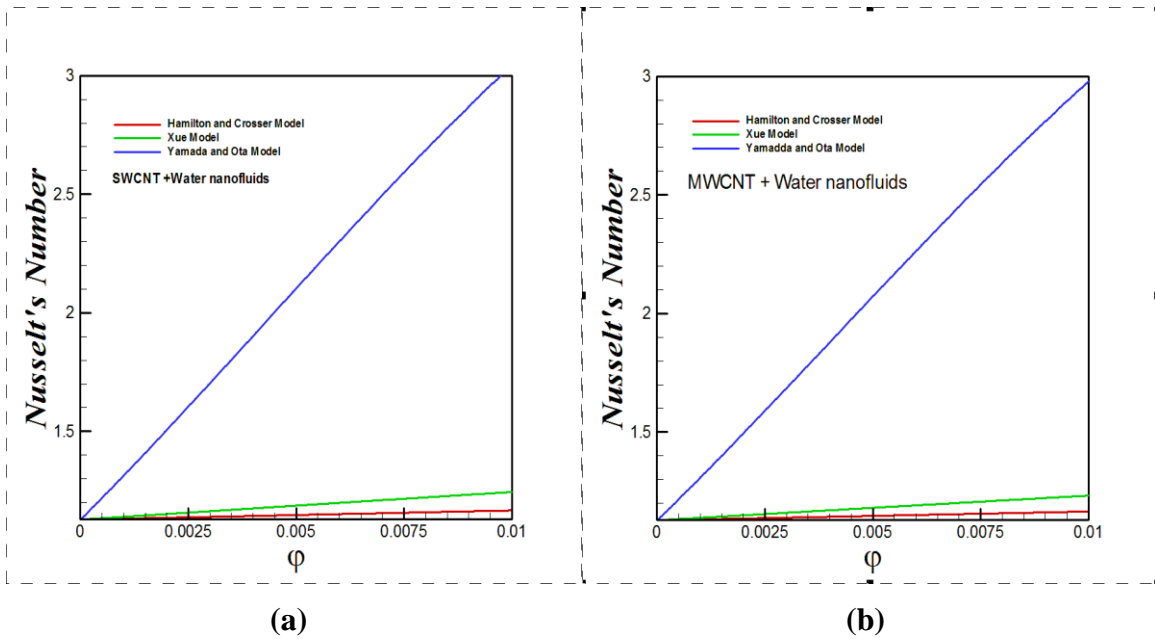 3
2.5
2
1.5
Nusselt's Number
Hamilton and Crosser Model
Xue Model
Yamada and Ota Model
SWCNT +Water nanofluids
0
0.0025
0.005
0.0075
0.01
φ
(a)
3
2.5
2
1.5
Nusselt's Number
Hamilton and Crosser Model
Xue Model
Yamadda and Ota Model
MWCNT + Water nanofluids
0
0.0025
0.005
0.0075
0.01
φ
(b)